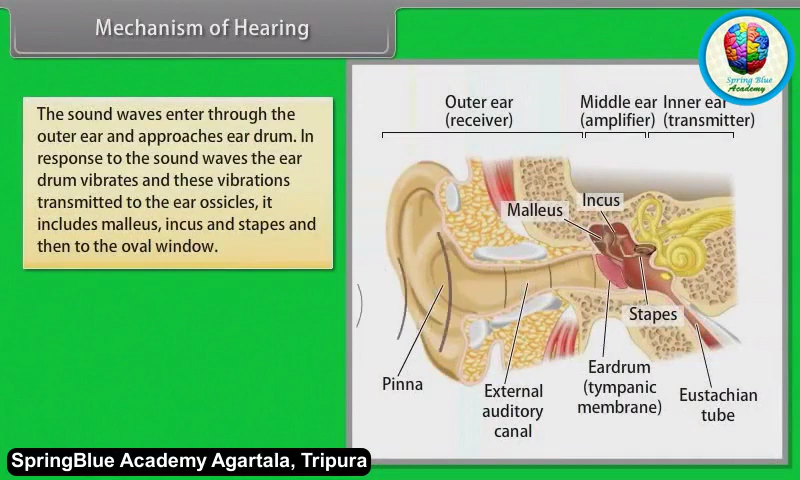 Mechanism of Hearing
Spring Blue
Academy
The sound waves enter through the
outer ear and approaches ear drum. In
response to the sound waves the ear
drum vibrates and these vibrations
transmitted to the ear ossicles, it
includes malleus, incus and stapes and
then to the oval window.
Outer ear
(receiver)
Middle ear
(amplifier)
Inner ear
(transmitter)
Incus
Malleus
Stapes
Pinna
External
auditory
canal
Eardrum
(tympanic
membrane)
Eustachian
tube
SpringBlue Academy Agartala, Tripura